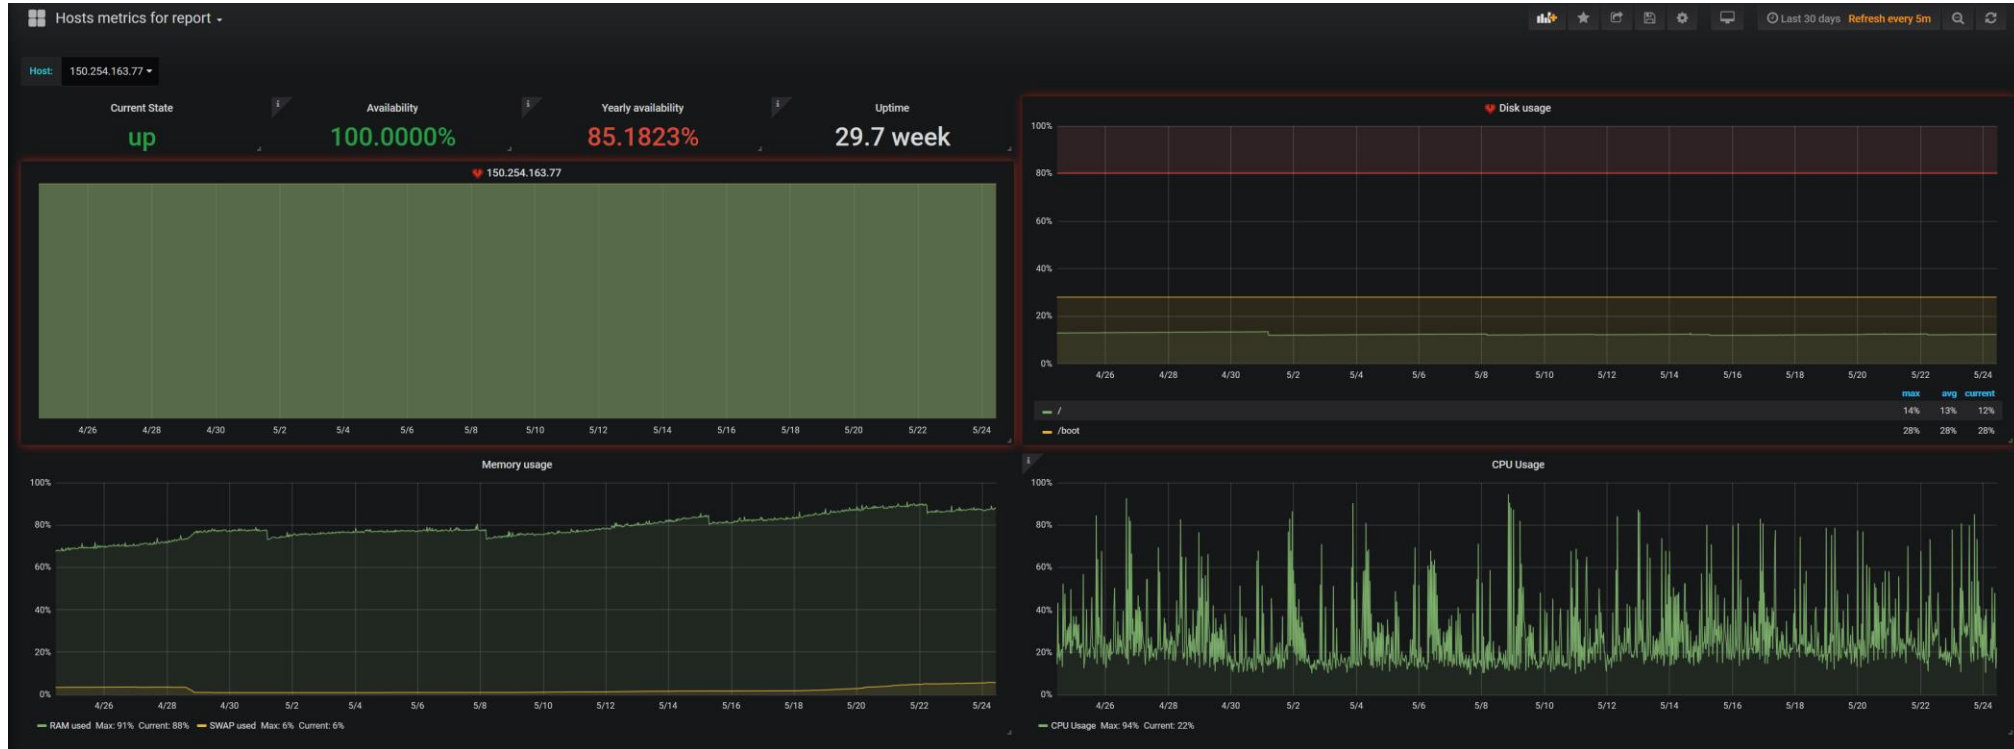 Hosts metrics for report
Last 30 days Refresh every 5m
Host: 150.254.163.77
Current State
up
Availability
100.0000%
Yearly availability
85.1823%
Uptime
29.7 week
150.254.163.77
4/26 4/28 4/30 5/2 5/4 5/6 5/8 5/10 5/12 5/14 5/16 5/18 5/20 5/22 5/24
Disk usage
100%
80%
60%
40%
20%
0%
4/26 4/28 4/30 5/2 5/4 5/6 5/8 5/10 5/12 5/14 5/16 5/18 5/20 5/22 5/24
max avg current
/ 14% 13% 12%
/boot 28% 28% 28%
Memory usage
100%
80%
60%
40%
20%
0%
4/26 4/28 4/30 5/2 5/4 5/6 5/8 5/10 5/12 5/14 5/16 5/18 5/20 5/22 5/24
RAM used Max: 91% Current: 88% SWAP used Max: 6% Current: 6%
CPU Usage
100%
80%
60%
40%
20%
0%
4/26 4/28 4/30 5/2 5/4 5/6 5/8 5/10 5/12 5/14 5/16 5/18 5/20 5/22 5/24
CPU Usage Max: 94% Current: 22%